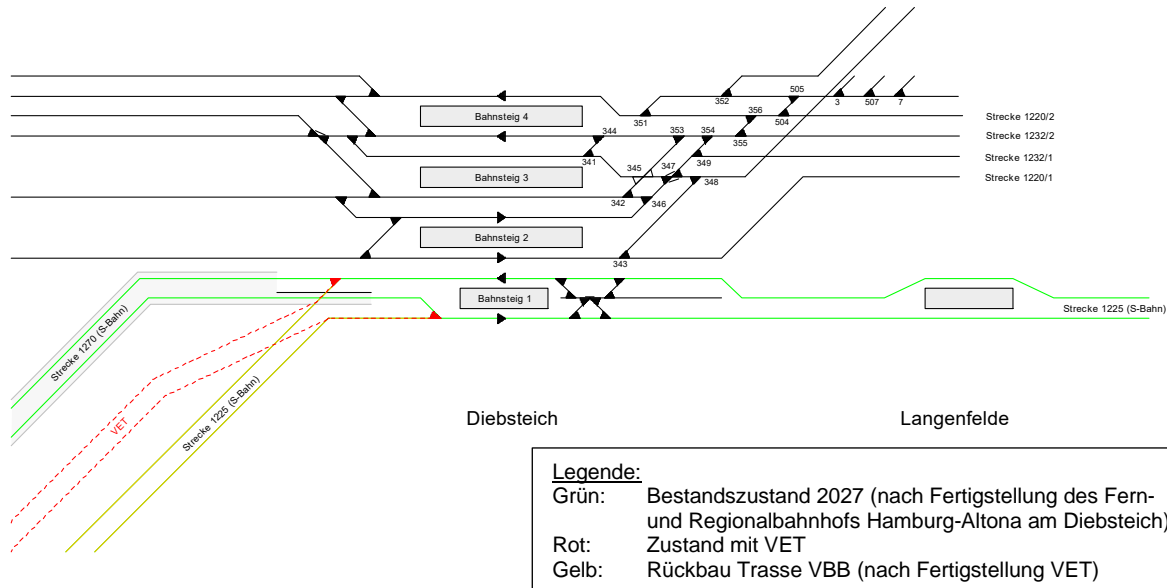 505
352
3
507
7
504
351
356
Strecke 1220/2
Bahnsteig 4
344
353
354
355
Strecke 1232/2
341
349
Strecke 1232/1
345
347
Bahnsteig 3
348
Strecke 1220/1
342
346
Bahnsteig 2
343
Bahnsteig 1
Strecke 1225 (S-Bahn)
Strecke 1270 (S-Bahn)
VET
Strecke 1225 (S-Bahn)
Diebsteich
Langenfelde
Legende:
Grün: Bestandszustand 2027 (nach Fertigstellung des Fern-
und Regionalbahnhofs Hamburg-Altona am Diebsteich)
Rot: Zustand mit VET
Gelb: Rückbau Trasse VBB (nach Fertigstellung VET)